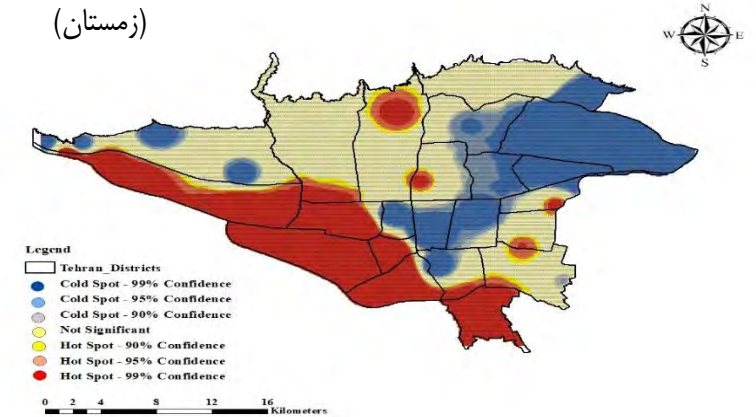 (زمستان)
N
W E
S
Legend
Tehran_Districts
Cold Spot - 99% Confidence
Cold Spot - 95% Confidence
Cold Spot - 90% Confidence
Not Significant
Hot Spot - 90% Confidence
Hot Spot - 95% Confidence
Hot Spot - 99% Confidence
0 2 4 8 12 16
Kilometers